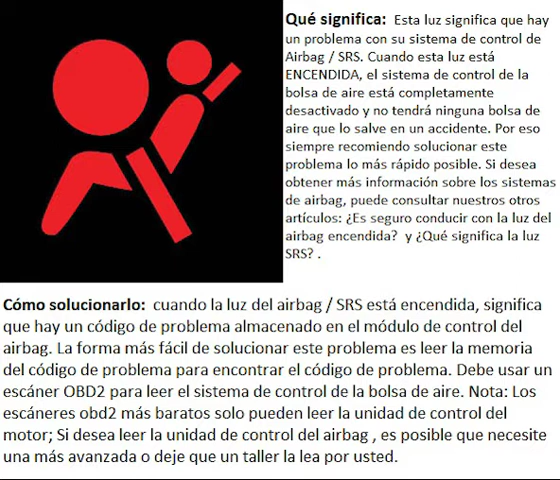 Qué significa: Esta luz significa que hay
un problema con su sistema de control de
Airbag / SRS. Cuando esta luz está
ENCENDIDA, el sistema de control de la
bolsa de aire está completamente
desactivado y no tendrá ninguna bolsa de
aire que lo salve en un accidente. Por eso
siempre recomiendo solucionar este
problema lo más rápido posible. Si desea
obtener más información sobre los sistemas
de airbag, puede consultar nuestros otros
artículos: ¿Es seguro conducir con la luz del
airbag encendida? y ¿Qué significa la luz
SRS? .
Cómo solucionarlo: cuando la luz del airbag / SRS está encendida, significa
que hay un código de problema almacenado en el módulo de control del
airbag. La forma más fácil de solucionar este problema es leer la memoria
del código de problema para encontrar el código de problema. Debe usar un
escáner OBD2 para leer el sistema de control de la bolsa de aire. Nota: Los
escáneres obd2 más baratos solo pueden leer la unidad de control del
motor; Si desea leer la unidad de control del airbag , es posible que necesite
una más avanzada o deje que un taller la lea por usted.